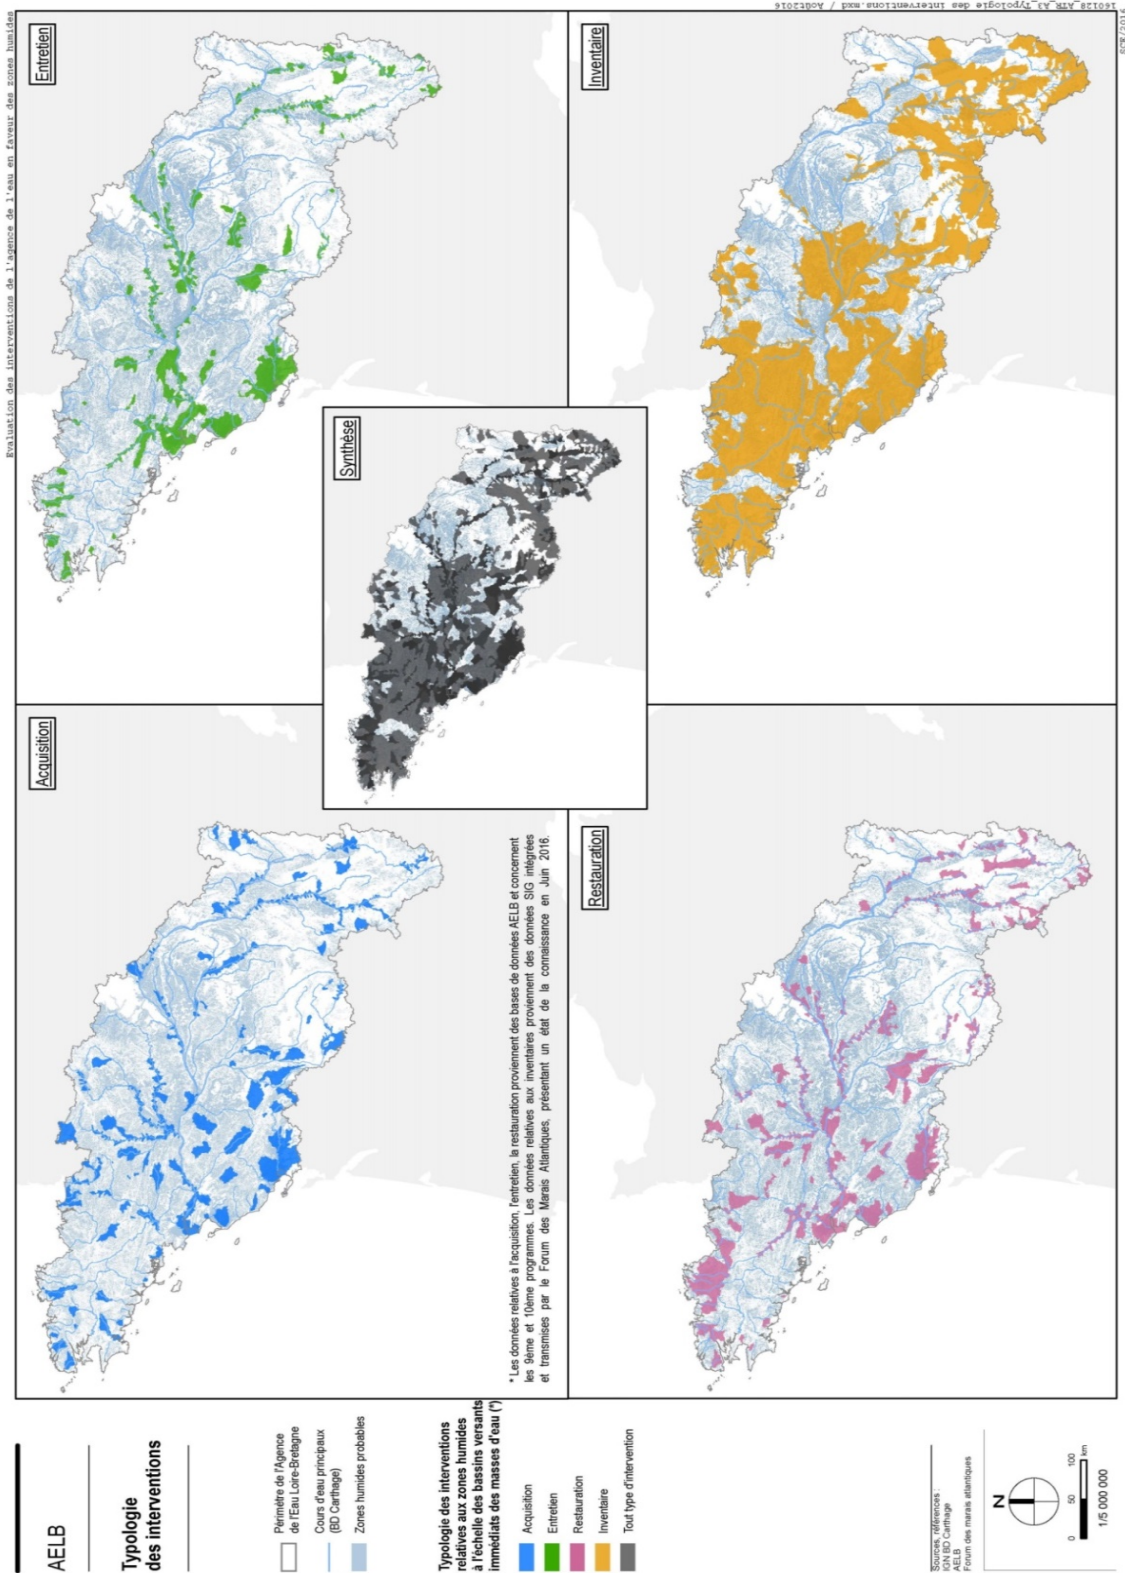 Evaluation des interventions de l'agence de l'eau en faveur des zones humides
AELB
Typologie
des interventions
Périmètre de l'Agence
de l'Eau Loire-Bretagne
Cours d'eau principaux
(BD Carthage)
Zones humides probables
Typologie des interventions
relatives aux zones humides
à l'échelle des bassins versants
immédiats des masses d'eau (*)
Acquisition
Entretien
Restauration
Inventaire
Tout type d'intervention
Sources, références :
IGN BD Carthage
AELB
Forum des marais atlantiques
N
0 50 100 km
1/5 000 000
Acquisition
Entretien
Synthèse
* Les données relatives à l'acquisition, l'entretien, la restauration proviennent des bases de données AELB et concernent
les 9ème et 10ème programmes. Les données relatives aux inventaires proviennent des données SIG intégrées
et transmises par le Forum des Marais Atlantiques, présentant un état de la connaissance en Juin 2016.
Restauration
Inventaire
160128_ATR_A3_Typologie des interventions.mxd / Août2016